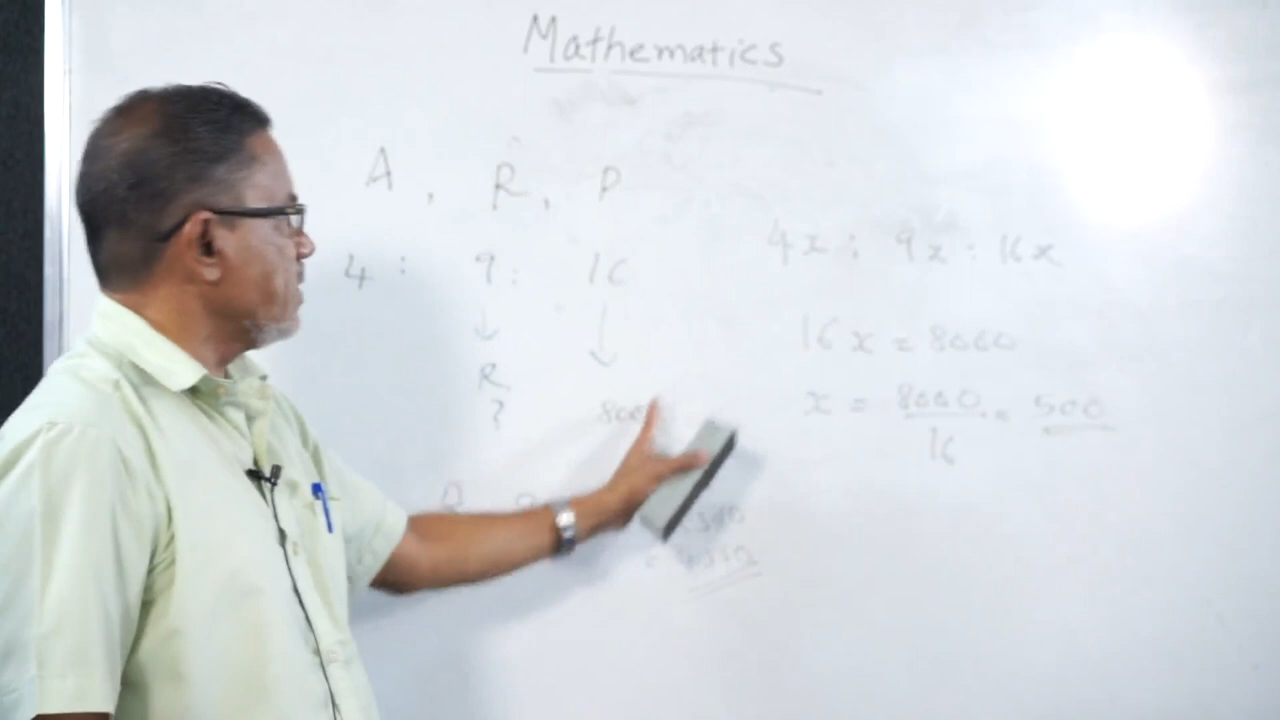 Mathematics
A , R , P
4 : 9 : 16
R
?
4x : 9x : 16x
16x = 8000
x = 8000 = 500
16